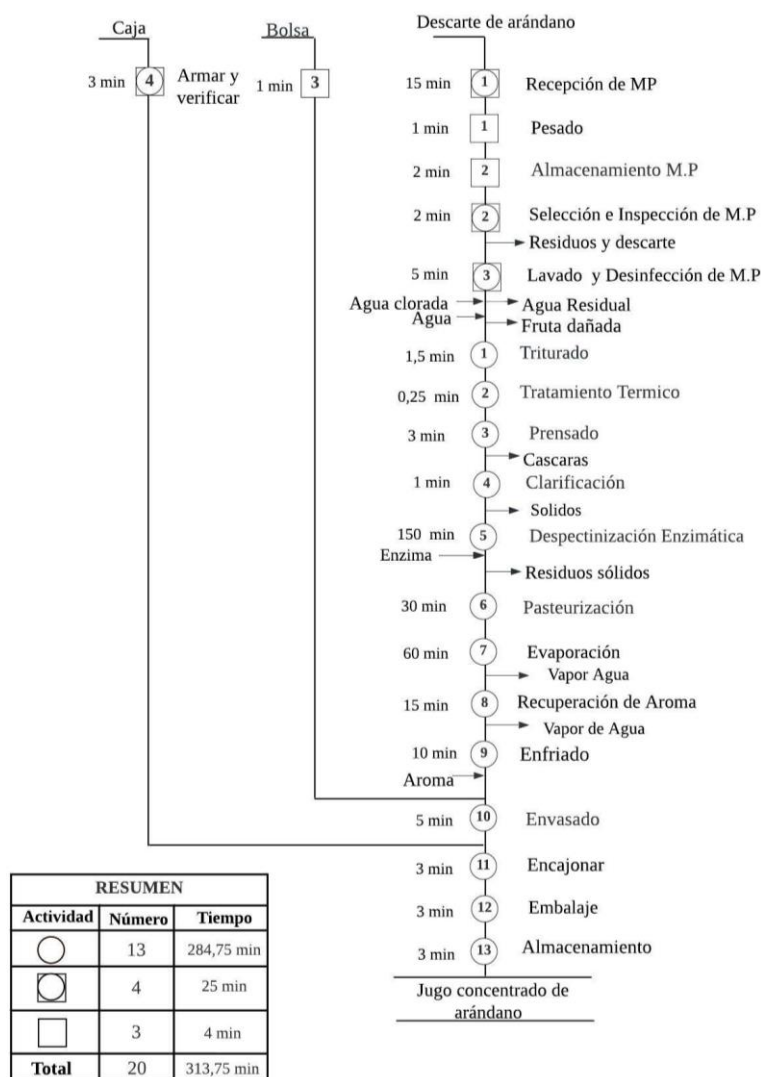 Caja
Bolsa
Descarte de arándano
3 min 4 Armar y
verificar
1 min 3
15 min 1 Recepción de MP
1 min 1 Pesado
2 min 2 Almacenamiento M.P
2 min 2 Selección e Inspección de M.P
Residuos y descarte
5 min 3 Lavado y Desinfección de M.P
Agua clorada Agua Residual
Agua Fruta dañada
1,5 min 1 Triturado
0,25 min 2 Tratamiento Termico
3 min 3 Prensado
Cascaras
1 min 4 Clarificación
Solidos
150 min 5 Despectinización Enzimática
Enzima
Residuos sólidos
30 min 6 Pasteurización
60 min 7 Evaporación
Vapor Agua
15 min 8 Recuperación de Aroma
Vapor de Agua
10 min 9 Enfriado
Aroma
5 min 10 Envasado
3 min 11 Encajonar
3 min 12 Embalaje
3 min 13 Almacenamiento
Jugo concentrado de
arándano
RESUMEN
Actividad Número Tiempo
13 284,75 min
4 25 min
3 4 min
Total 20 313,75 min